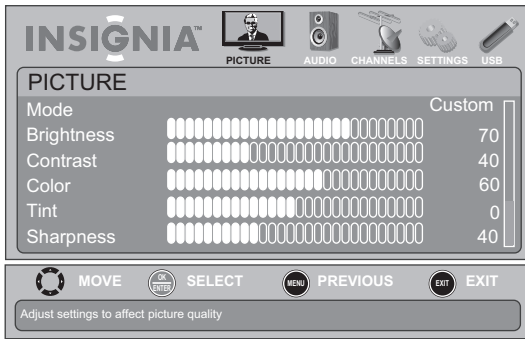 INSIGNIA™
PICTURE AUDIO CHANNELS SETTINGS USB
PICTURE
Mode Custom
Brightness 70
Contrast 40
Color 60
Tint 0
Sharpness 40
MOVE OK ENTER SELECT MENU PREVIOUS EXIT EXIT
Adjust settings to affect picture quality